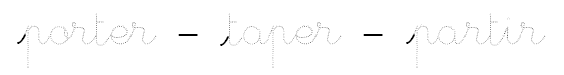 porter - taper - partir